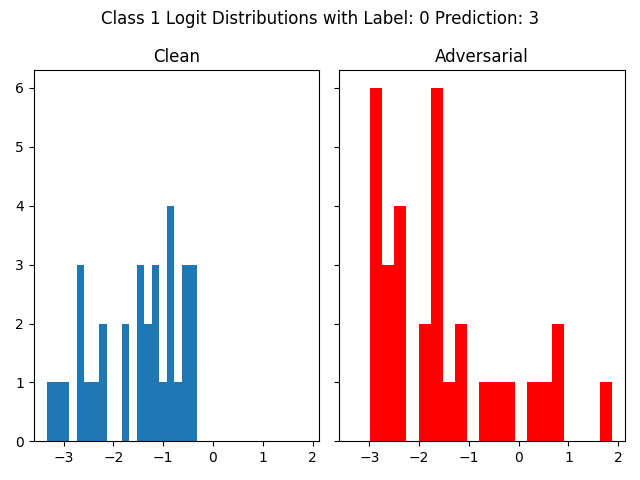 Class 1 Logit Distributions with Label: 0 Prediction: 3
Clean
Adversarial
6
5
4
3
2
1
0
−3 −2 −1 0 1 2
−3 −2 −1 0 1 2